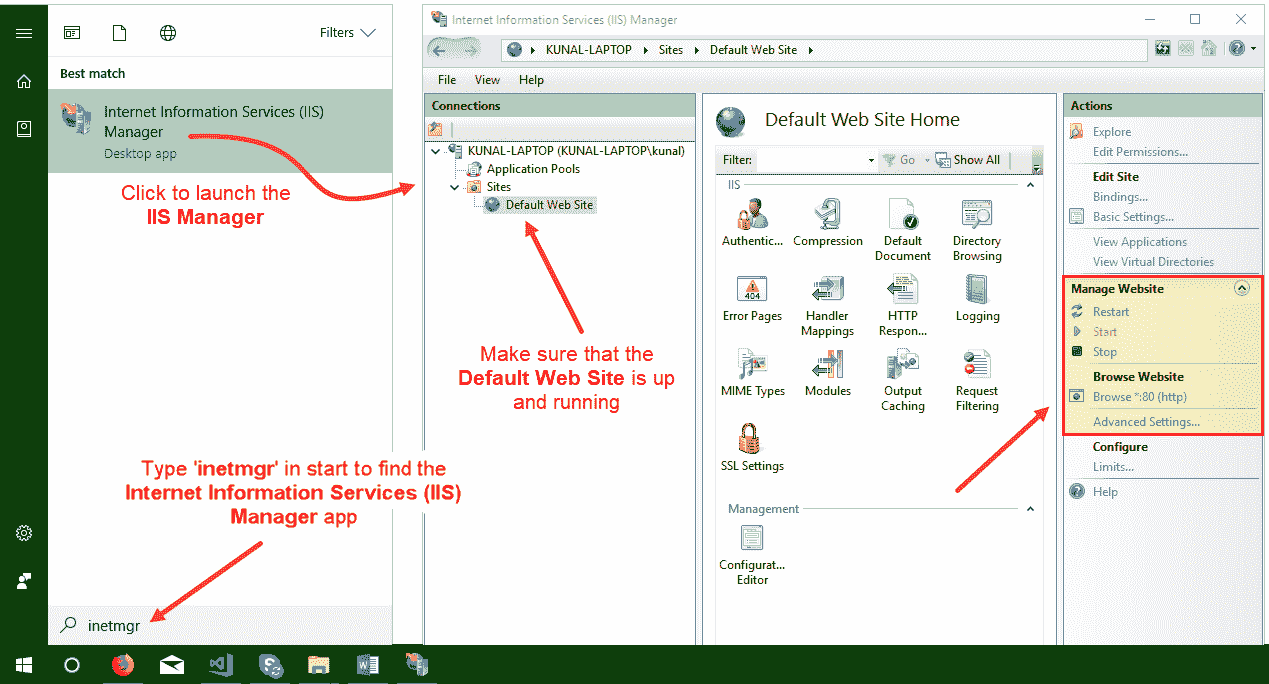 Filters
Best match
Internet Information Services (IIS)
Manager
Desktop app
Click to launch the
IIS Manager
Type 'inetmgr' in start to find the
Internet Information Services (IIS)
Manager app
inetmgr
Internet Information Services (IIS) Manager
KUNAL-LAPTOP
Sites
Default Web Site
File View Help
Connections
KUNAL-LAPTOP (KUNAL-LAPTOP\kunal)
Application Pools
Sites
Default Web Site
Make sure that the
Default Web Site is up
and running
Default Web Site Home
Filter:
Go
Show All
IIS
Authentic...
Compression
Default
Document
Directory
Browsing
Error Pages
404
Handler
Mappings
HTTP
Respon...
Logging
MIME Types
Modules
Output
Caching
Request
Filtering
SSL Settings
Management
Configurat...
Editor
Actions
Explore
Edit Permissions...
Edit Site
Bindings...
Basic Settings...
View Applications
View Virtual Directories
Manage Website
Restart
Start
Stop
Browse Website
Browse *:80 (http)
Advanced Settings...
Configure
Limits...
Help